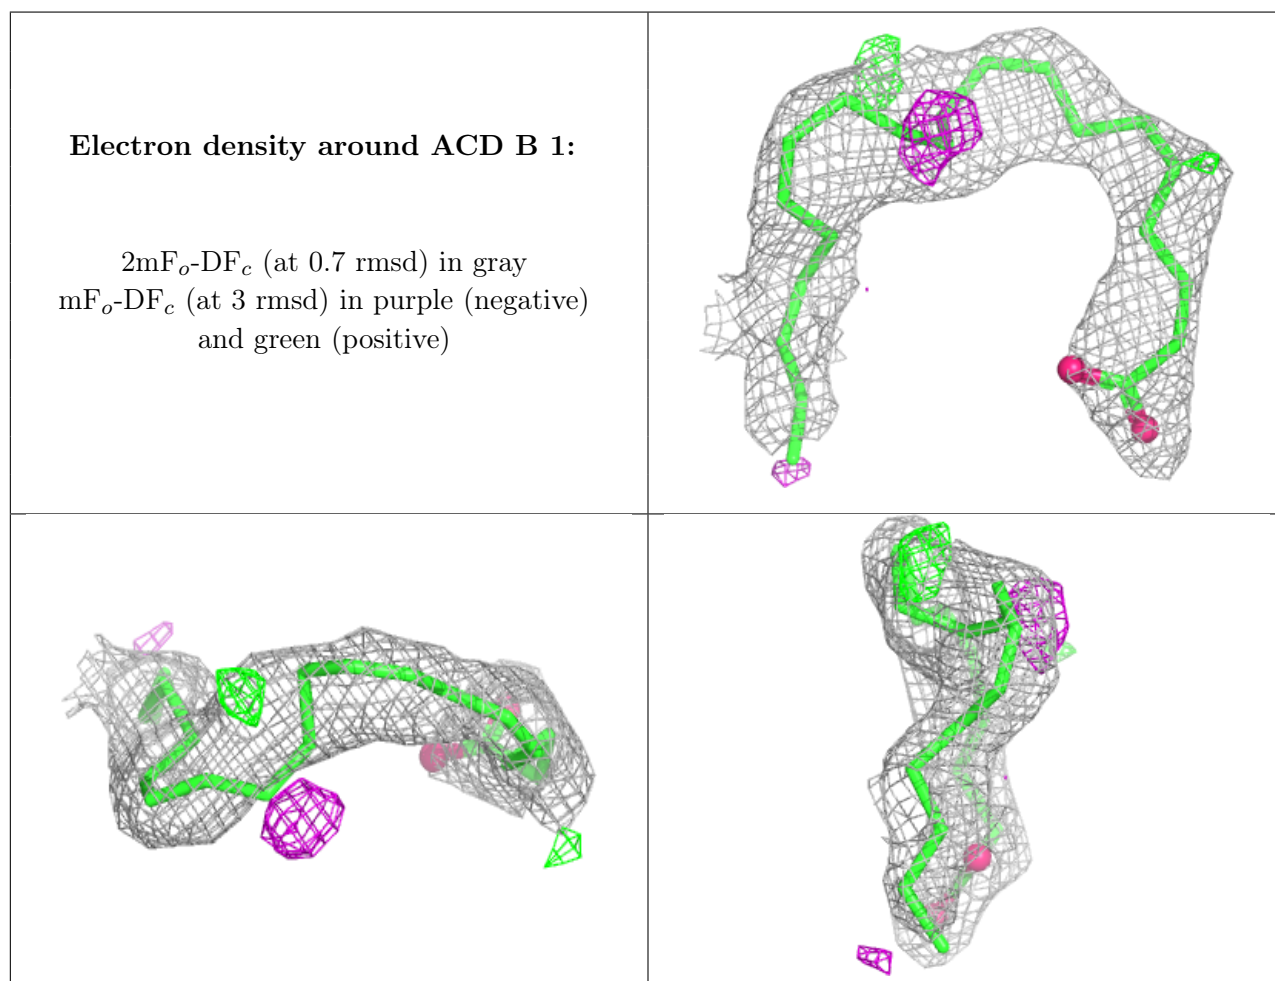 Electron density around ACD B 1:
2mFo-DFc (at 0.7 rmsd) in gray
mFo-DFc (at 3 rmsd) in purple (negative)
and green (positive)